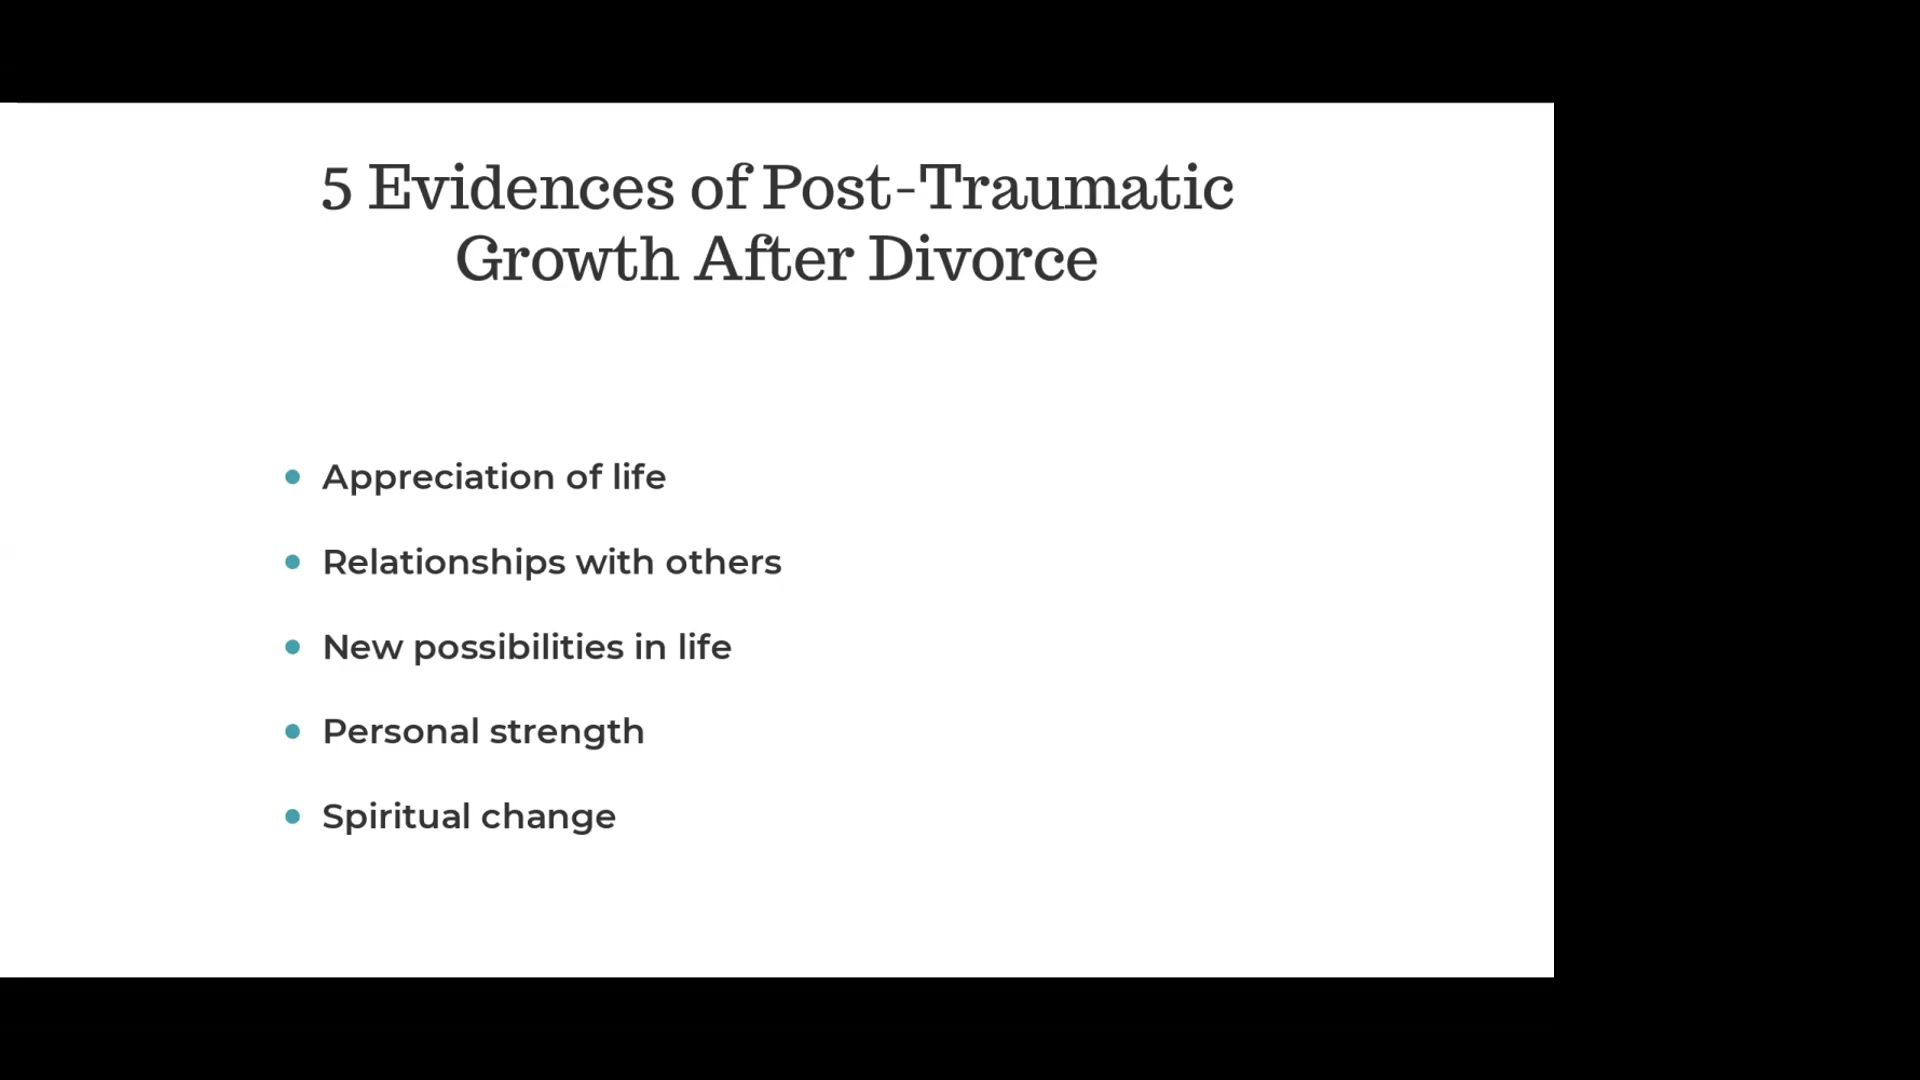 5 Evidences of Post-Traumatic
Growth After Divorce
Appreciation of life
Relationships with others
New possibilities in life
Personal strength
Spiritual change